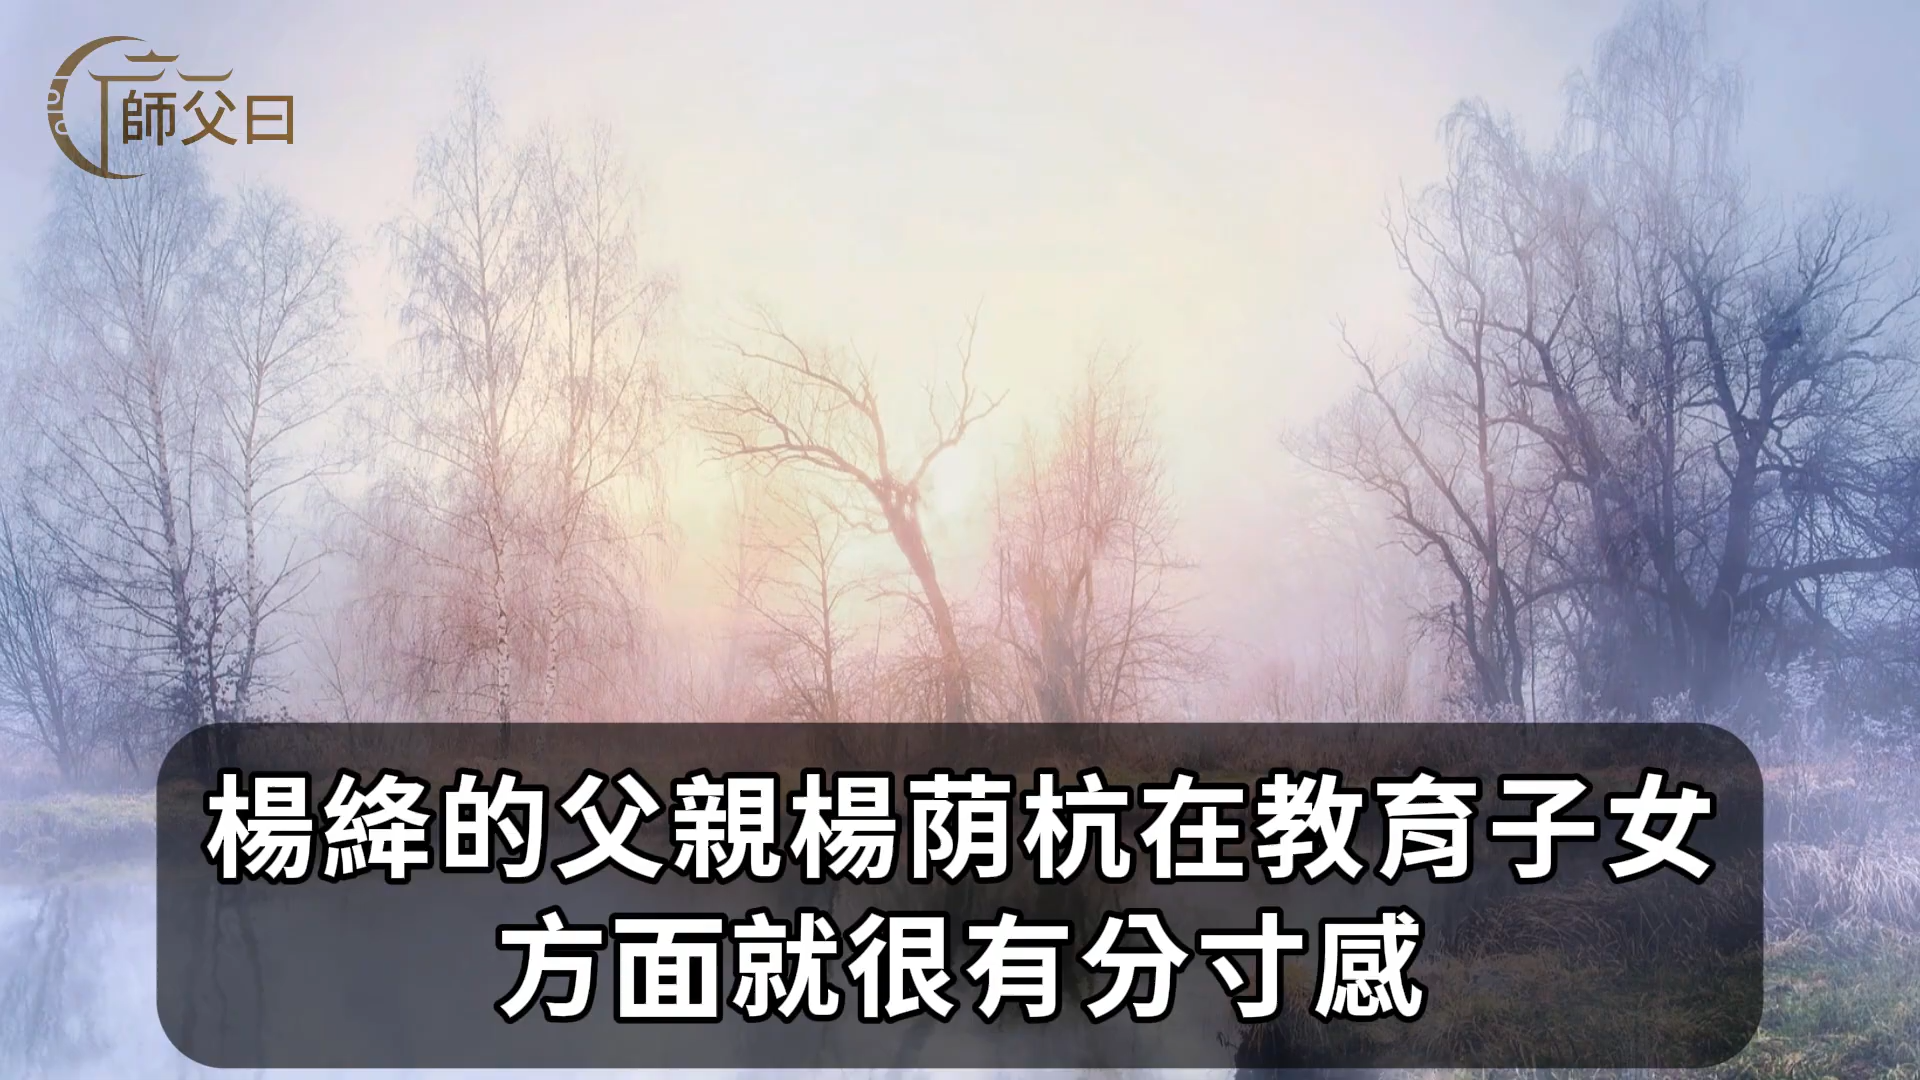 師父曰
楊絳的父親楊荫杭在教育子女
方面就很有分寸感